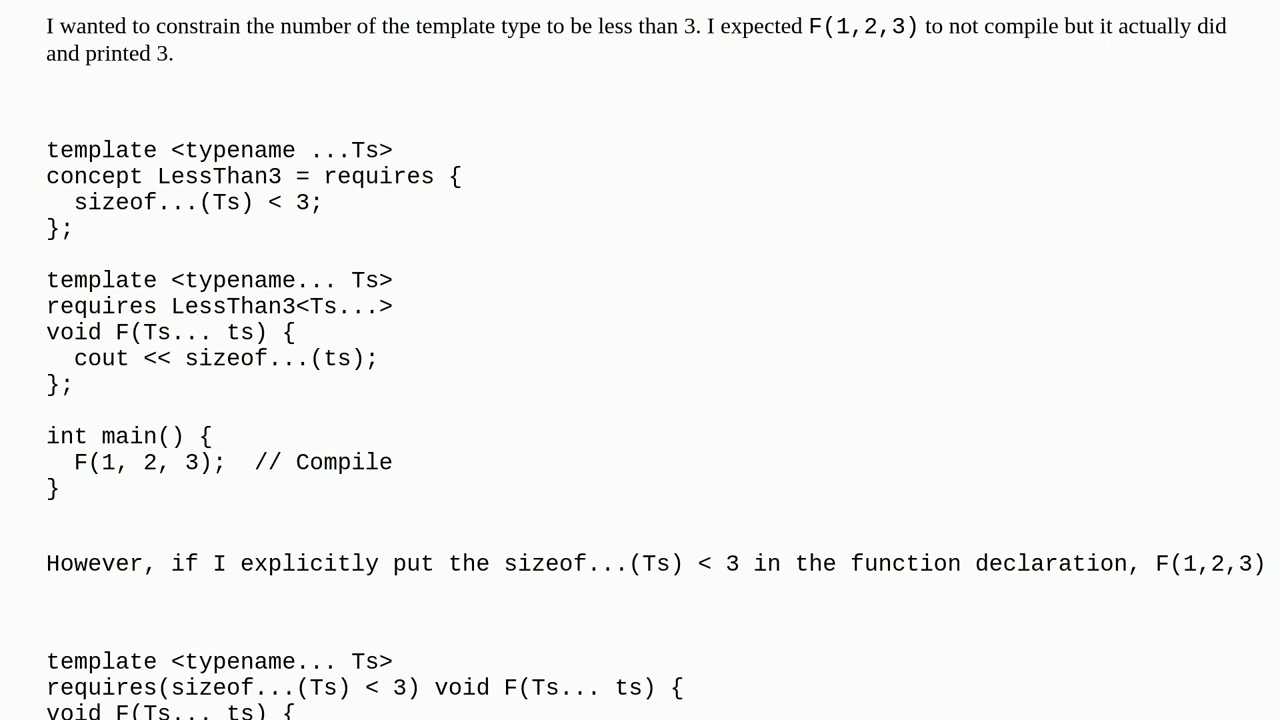 I wanted to constrain the number of the template type to be less than 3. I expected F(1,2,3) to not compile but it actually did
and printed 3.
template <typename ...Ts>
concept LessThan3 = requires {
  sizeof...(Ts) < 3;
};
template <typename... Ts>
requires LessThan3<Ts...>
void F(Ts... ts) {
  cout << sizeof...(ts);
};
int main() {
  F(1, 2, 3);  // Compile
}
However, if I explicitly put the sizeof...(Ts) < 3 in the function declaration, F(1,2,3)
template <typename... Ts>
requires(sizeof...(Ts) < 3) void F(Ts... ts) {
void F(Ts... ts) {